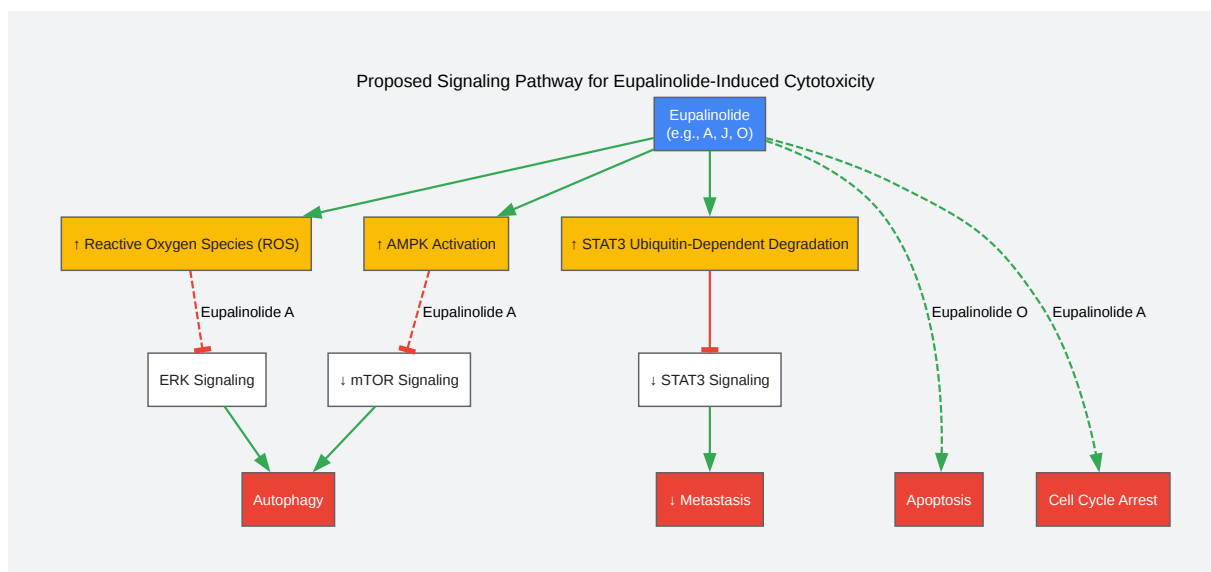 Proposed Signaling Pathway for Eupalinolide-Induced Cytotoxicity
Eupalinolide
(e.g., A, J, O)
↑ Reactive Oxygen Species (ROS)
↑ AMPK Activation
↑ STAT3 Ubiquitin-Dependent Degradation
Eupalinolide A
Eupalinolide A
Eupalinolide O
Eupalinolide A
ERK Signaling
↓ mTOR Signaling
↓ STAT3 Signaling
Autophagy
↓ Metastasis
Apoptosis
Cell Cycle Arrest